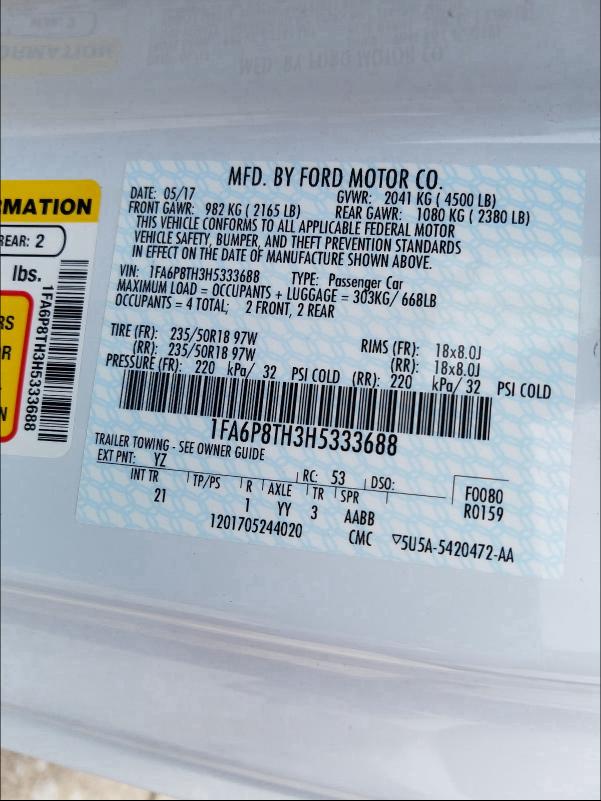 MFD. BY FORD MOTOR CO.
DATE: 05/17 GVWR: 2041 KG ( 4500 LB)
FRONT GAWR: 982 KG ( 2165 LB) REAR GAWR: 1080 KG ( 2380 LB)
THIS VEHICLE CONFORMS TO ALL APPLICABLE FEDERAL MOTOR
VEHICLE SAFETY, BUMPER, AND THEFT PREVENTION STANDARDS
IN EFFECT ON THE DATE OF MANUFACTURE SHOWN ABOVE.
VIN: 1FA6P8TH3H5333688 TYPE: Passenger Car
MAXIMUM LOAD = OCCUPANTS + LUGGAGE = 303KG/ 668LB
OCCUPANTS = 4 TOTAL; 2 FRONT, 2 REAR
TIRE (FR): 235/50R18 97W RIMS (FR): 18x8.0J
(RR): 235/50R18 97W (RR): 18x8.0J
PRESSURE (FR): 220 kPa/ 32 PSI COLD (RR): 220 kPa/ 32 PSI COLD
1FA6P8TH3H5333688
TRAILER TOWING - SEE OWNER GUIDE
EXT PNT: YZ RC: 53 DSO: F0080
R0159
INT TR TP/PS R AXLE TR SPR
21 1 YY 3 AABB
1201705244020 CMC ▽5U5A-5420472-AA
RMATION
REAR: 2
lbs.
1FA6P8TH3H5333688
RS
OR
N